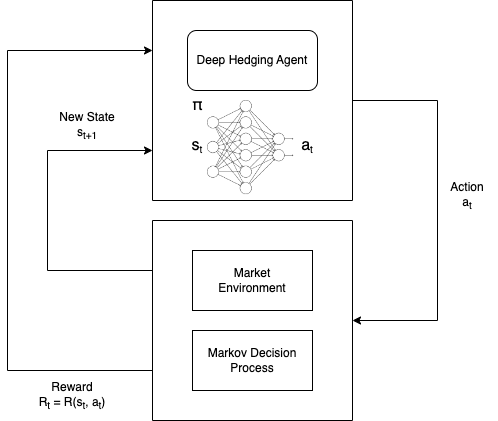 Deep Hedging Agent
π
s_t
a_t
New State
s_{t+1}
Action
a_t
Market
Environment
Markov Decision
Process
Reward
R_t = R(s_t, a_t)